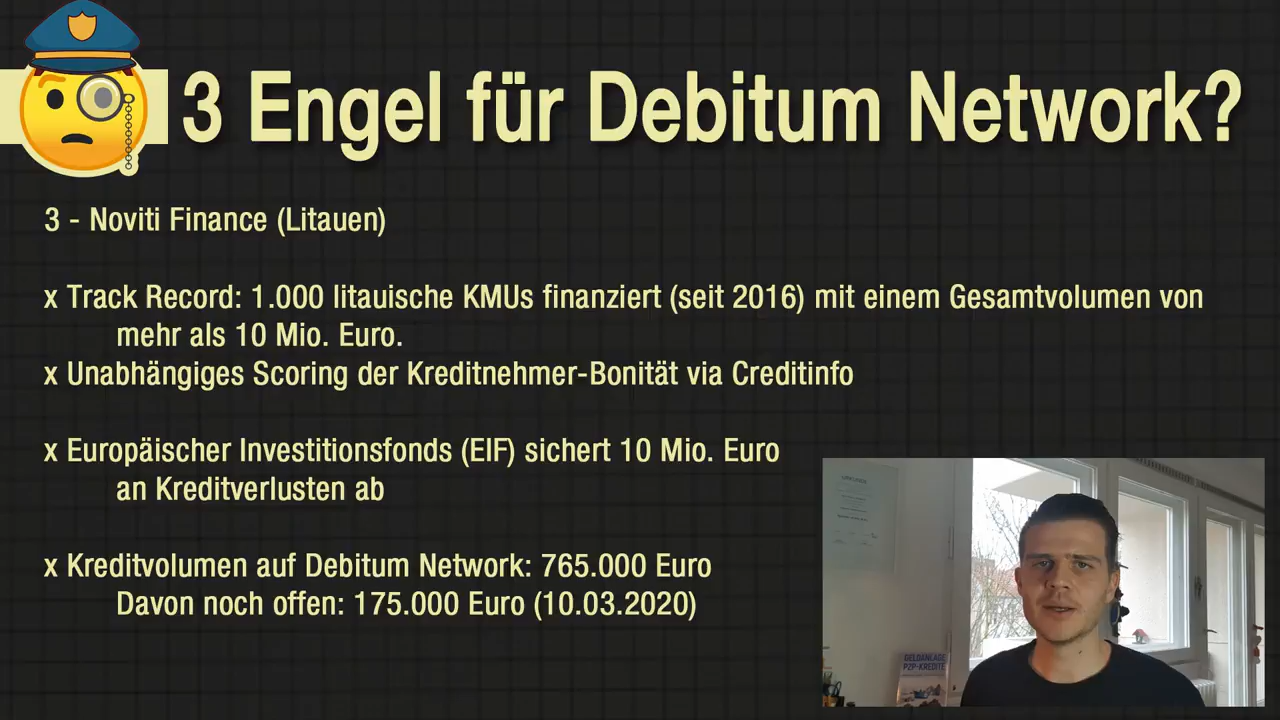 3 Engel für Debitum Network?
3 - Noviti Finance (Litauen)
x Track Record: 1.000 litauische KMUs finanziert (seit 2016) mit einem Gesamtvolumen von
mehr als 10 Mio. Euro.
x Unabhängiges Scoring der Kreditnehmer-Bonität via Creditinfo
x Europäischer Investitionsfonds (EIF) sichert 10 Mio. Euro
an Kreditverlusten ab
x Kreditvolumen auf Debitum Network: 765.000 Euro
Davon noch offen: 175.000 Euro (10.03.2020)
GELDANLAGE
P2P-KREDITE